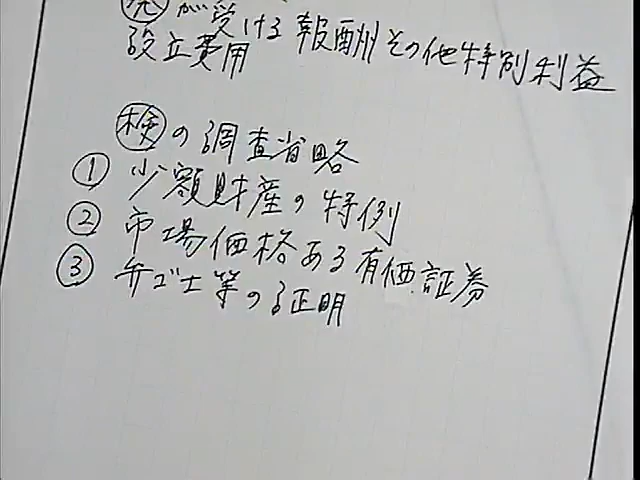 発が受ける報酬その他特別利益
設立費用
検の調査省略
① 少額財産の特例
② 市場価格ある有価証券
③ 弁ゴ士等の証明